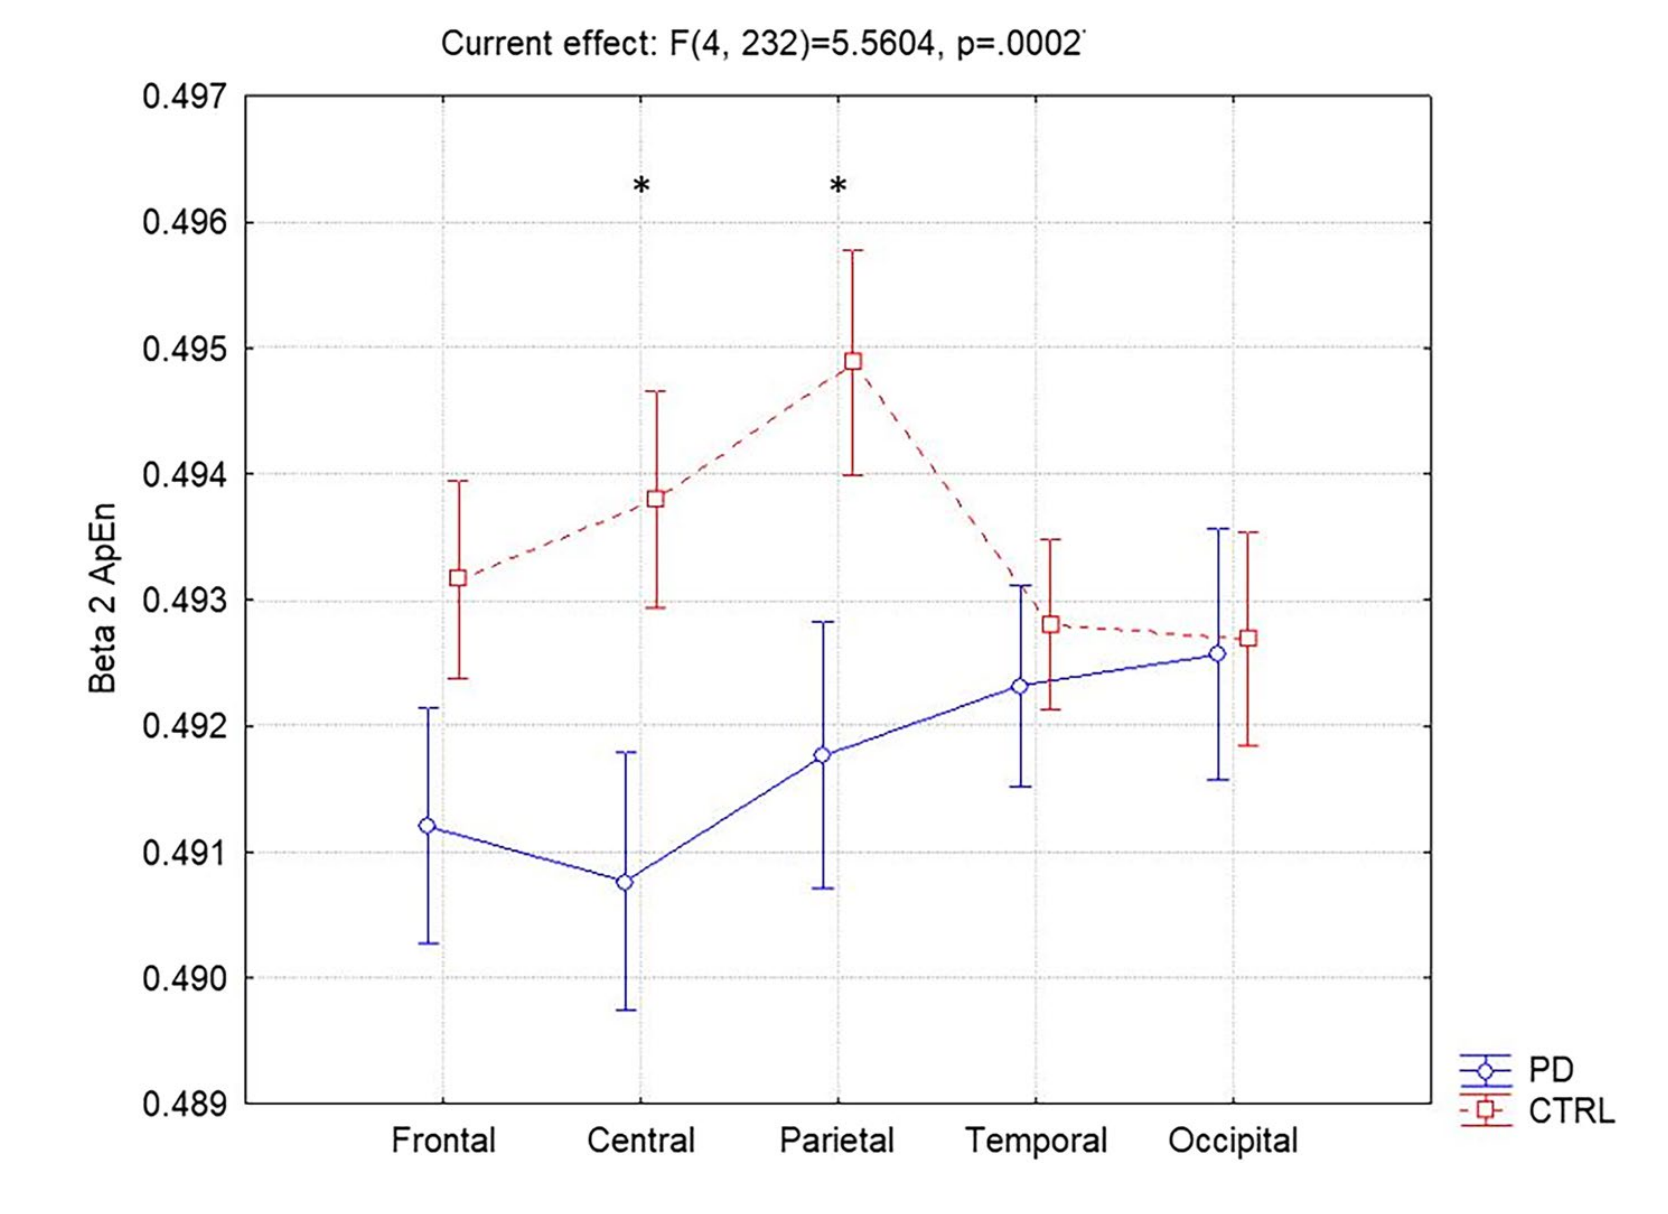 Current effect: F(4, 232)=5.5604, p=.0002
0.497
0.496
0.495
0.494
0.493
0.492
0.491
0.490
0.489
Beta 2 ApEn
* *
Frontal Central Parietal Temporal Occipital
PD
CTRL